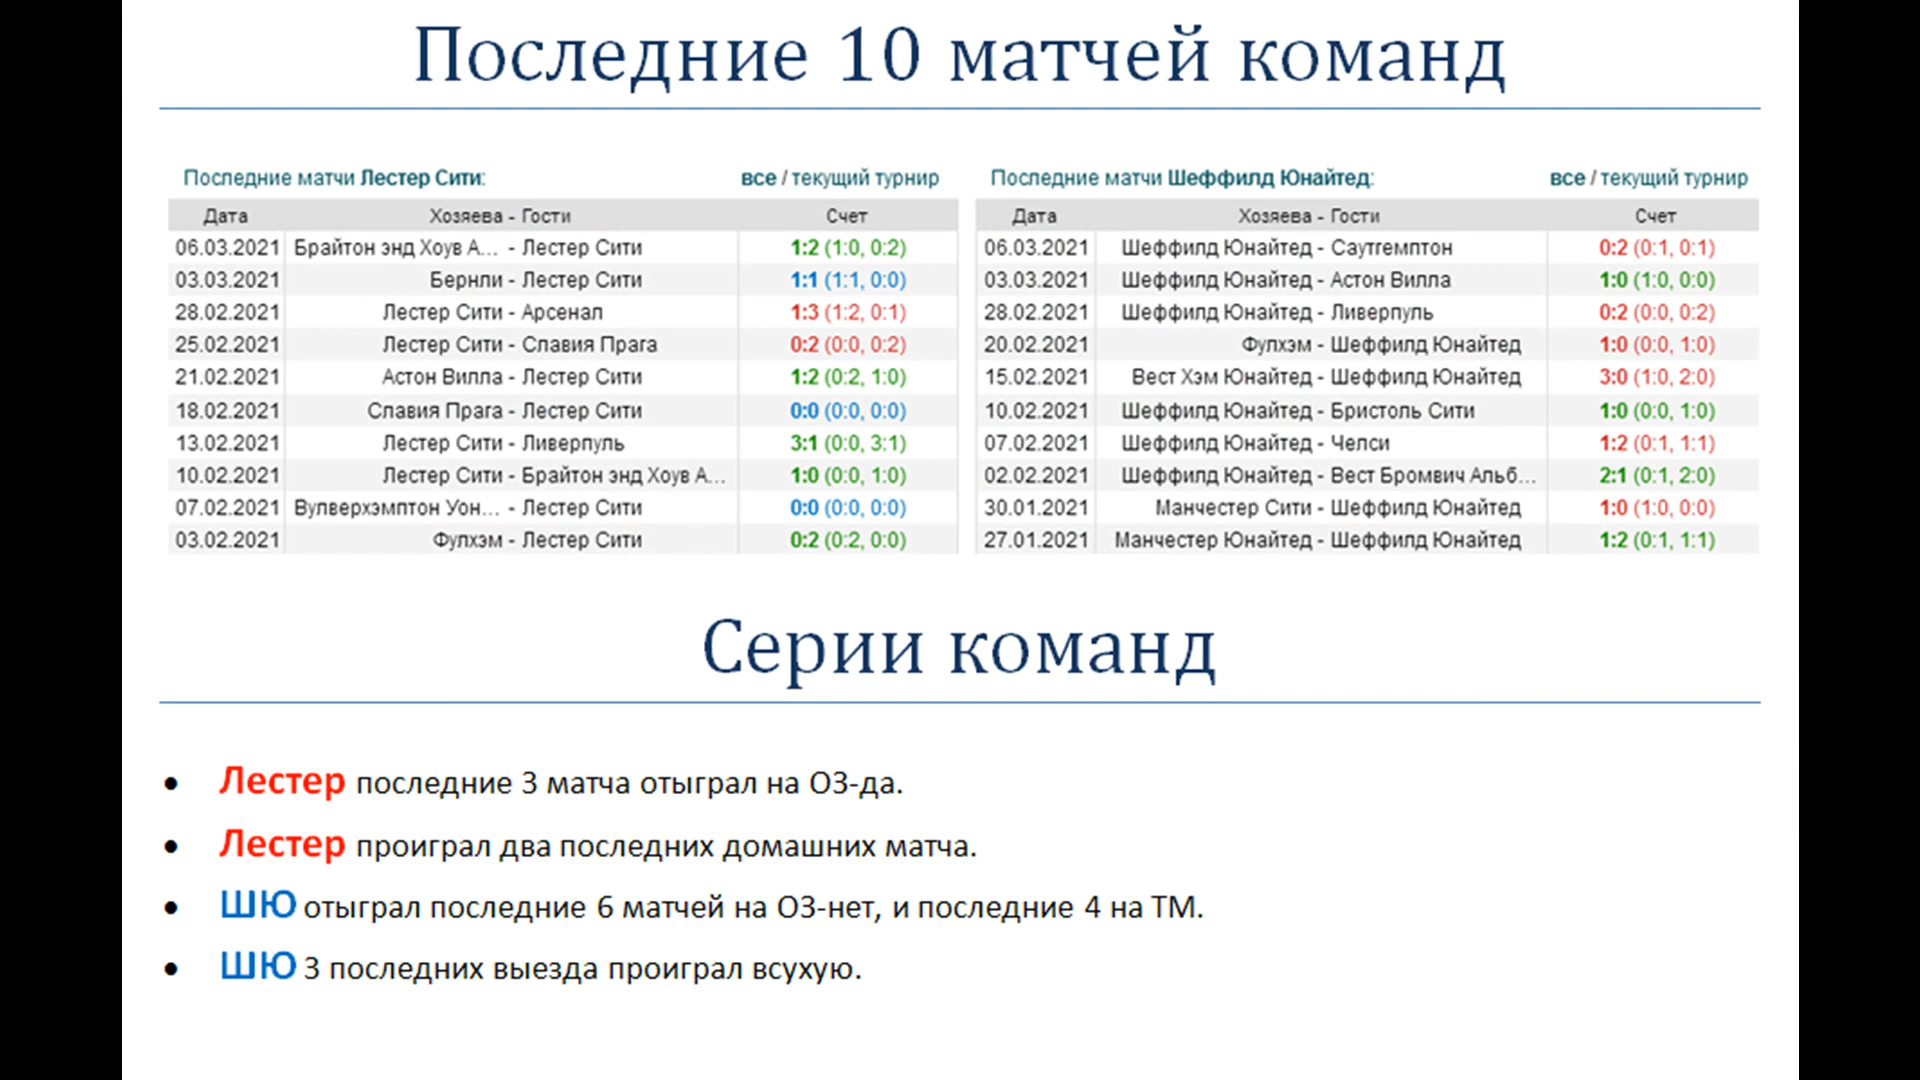 Последние 10 матчей команд
Последние матчи Лестер Сити: все / текущий турнир
Дата Хозяева - Гости Счет
06.03.2021 Брайтон энд Хоув А... - Лестер Сити 1:2 (1:0, 0:2)
03.03.2021 Бернли - Лестер Сити 1:1 (1:1, 0:0)
28.02.2021 Лестер Сити - Арсенал 1:3 (1:2, 0:1)
25.02.2021 Лестер Сити - Славия Прага 0:2 (0:0, 0:2)
21.02.2021 Астон Вилла - Лестер Сити 1:2 (0:2, 1:0)
18.02.2021 Славия Прага - Лестер Сити 0:0 (0:0, 0:0)
13.02.2021 Лестер Сити - Ливерпуль 3:1 (0:0, 3:1)
10.02.2021 Лестер Сити - Брайтон энд Хоув А... 1:0 (0:0, 1:0)
07.02.2021 Вулверхэмптон Уон... - Лестер Сити 0:0 (0:0, 0:0)
03.02.2021 Фулхэм - Лестер Сити 0:2 (0:2, 0:0)
Последние матчи Шеффилд Юнайтед: все / текущий турнир
Дата Хозяева - Гости Счет
06.03.2021 Шеффилд Юнайтед - Саутгемптон 0:2 (0:1, 0:1)
03.03.2021 Шеффилд Юнайтед - Астон Вилла 1:0 (1:0, 0:0)
28.02.2021 Шеффилд Юнайтед - Ливерпуль 0:2 (0:0, 0:2)
20.02.2021 Фулхэм - Шеффилд Юнайтед 1:0 (0:0, 1:0)
15.02.2021 Вест Хэм Юнайтед - Шеффилд Юнайтед 3:0 (1:0, 2:0)
10.02.2021 Шеффилд Юнайтед - Бристоль Сити 1:0 (0:0, 1:0)
07.02.2021 Шеффилд Юнайтед - Челси 1:2 (0:1, 1:1)
02.02.2021 Шеффилд Юнайтед - Вест Бромвич Альб... 2:1 (0:1, 2:0)
30.01.2021 Манчестер Сити - Шеффилд Юнайтед 1:0 (1:0, 0:0)
27.01.2021 Манчестер Юнайтед - Шеффилд Юнайтед 1:2 (0:1, 1:1)
Серии команд
• Лестер последние 3 матча отыграл на ОЗ-да.
• Лестер проиграл два последних домашних матча.
• ШЮ отыграл последние 6 матчей на ОЗ-нет, и последние 4 на ТМ.
• ШЮ 3 последних выезда проиграл всухую.